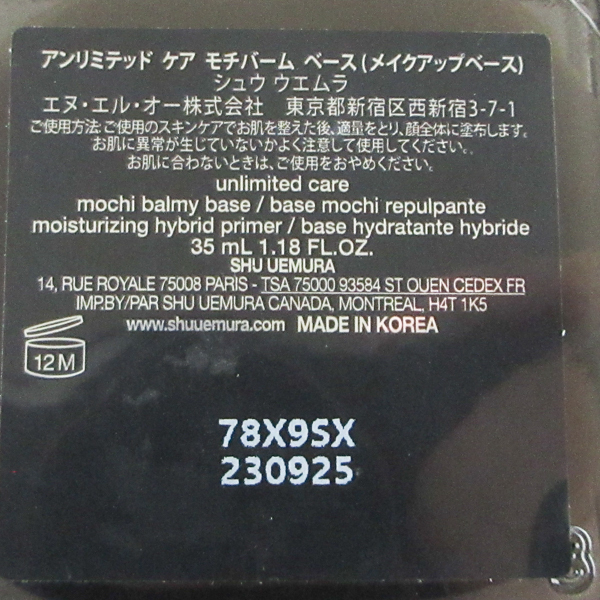 アンリミテッド ケア モチバーム ベース(メイクアップベース)
シュウ ウエムラ
エヌ・エル・オー株式会社 東京都新宿区西新宿3-7-1
ご使用方法:ご使用のスキンケアでお肌を整えた後、適量をとり、顔全体に塗布します。
お肌に異常が生じていないかよく注意して使用してください。
お肌に合わないときは、ご使用をおやめください。
unlimited care
mochi balmy base / base mochi repulpante
moisturizing hybrid primer / base hydratante hybride
35 mL 1.18 FL.OZ.
SHU UEMURA
14, RUE ROYALE 75008 PARIS - TSA 75000 93584 ST OUEN CEDEX FR
IMP.BY/PAR SHU UEMURA CANADA, MONTREAL, H4T 1K5
www.shuuemura.com MADE IN KOREA
12M
78X9SX
230925